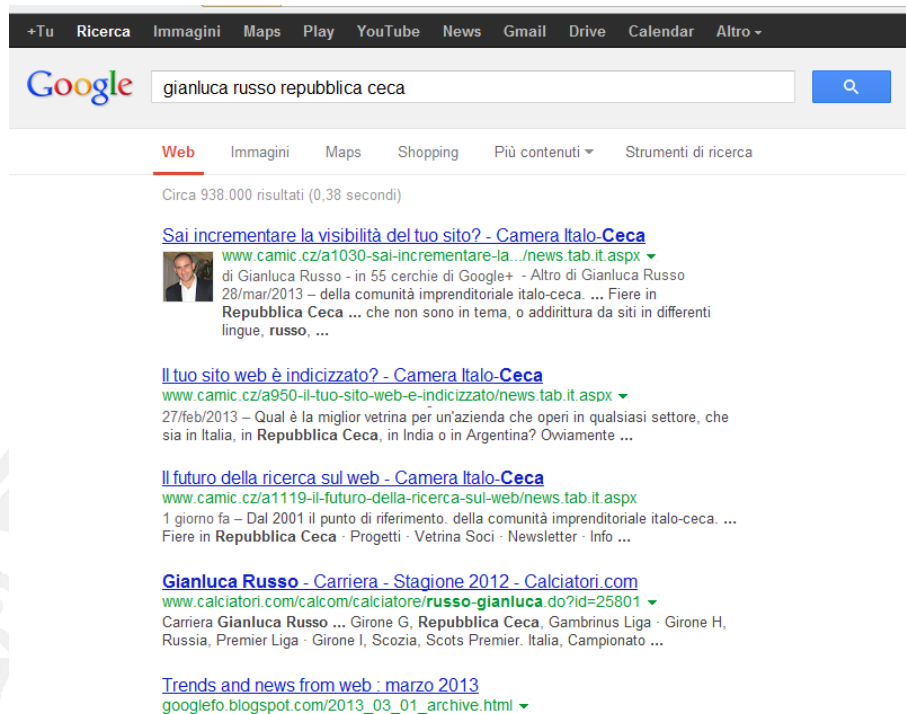 +Tu Ricerca Immagini Maps Play YouTube News Gmail Drive Calendar Altro
Google gianluca russo repubblica ceca
Web Immagini Maps Shopping Più contenuti Strumenti di ricerca
Circa 938.000 risultati (0,38 secondi)
Sai incrementare la visibilità del tuo sito? - Camera Italo-Ceca
www.camic.cz/a1030-sai-incrementare-la.../news.tab.it.aspx
di Gianluca Russo - in 55 cerchie di Google+ - Altro di Gianluca Russo
28/mar/2013 – della comunità imprenditoriale italo-ceca. ... Fiere in
Repubblica Ceca ... che non sono in tema, o addirittura da siti in differenti
lingue, russo, ...
Il tuo sito web è indicizzato? - Camera Italo-Ceca
www.camic.cz/a950-il-tuo-sito-web-e-indicizzato/news.tab.it.aspx
27/feb/2013 – Qual è la miglior vetrina per un'azienda che operi in qualsiasi settore, che
sia in Italia, in Repubblica Ceca, in India o in Argentina? Ovviamente ...
Il futuro della ricerca sul web - Camera Italo-Ceca
www.camic.cz/a1119-il-futuro-della-ricerca-sul-web/news.tab.it.aspx
1 giorno fa – Dal 2001 il punto di riferimento. della comunità imprenditoriale italo-ceca. ...
Fiere in Repubblica Ceca · Progetti · Vetrina Soci · Newsletter · Info ...
Gianluca Russo - Carriera - Stagione 2012 - Calciatori.com
www.calciatori.com/calcom/calciatore/russo-gianluca.do?id=25801
Carriera Gianluca Russo ... Girone G, Repubblica Ceca, Gambrinus Liga · Girone H,
Russia, Premier Liga · Girone I, Scozia, Scots Premier. Italia, Campionato ...
Trends and news from web : marzo 2013
googlefo.blogspot.com/2013_03_01_archive.html